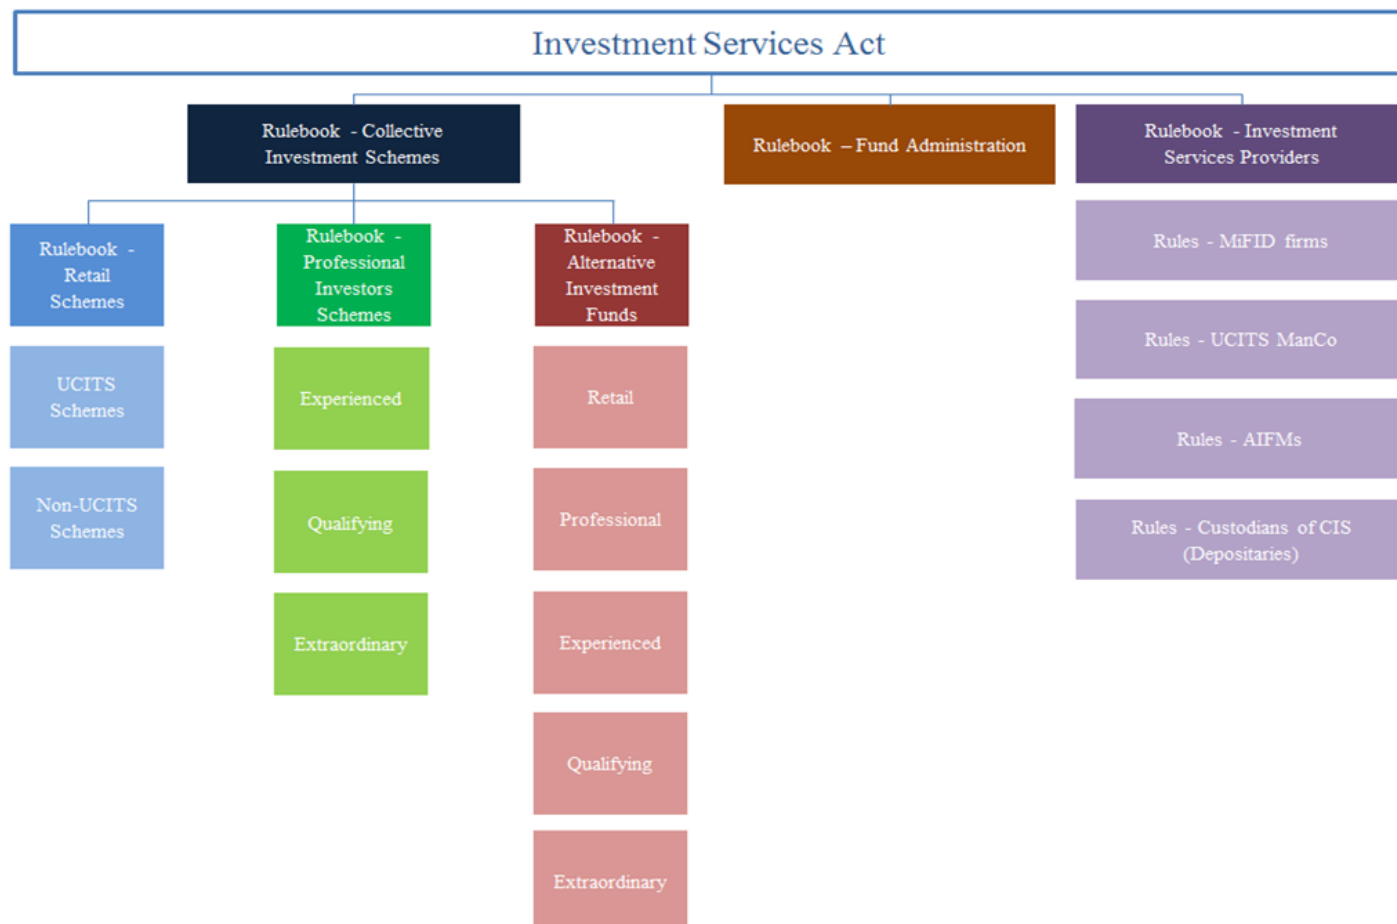 Investment Services Act
Rulebook - Collective
Investment Schemes
Rulebook – Fund Administration
Rulebook - Investment
Services Providers
Rulebook -
Retail
Schemes
UCITS
Schemes
Non-UCITS
Schemes
Rulebook -
Professional
Investors
Schemes
Experienced
Qualifying
Extraordinary
Rulebook -
Alternative
Investment
Funds
Retail
Professional
Experienced
Qualifying
Extraordinary
Rules - MiFID firms
Rules - UCITS ManCo
Rules - AIFMs
Rules - Custodians of CIS
(Depositaries)